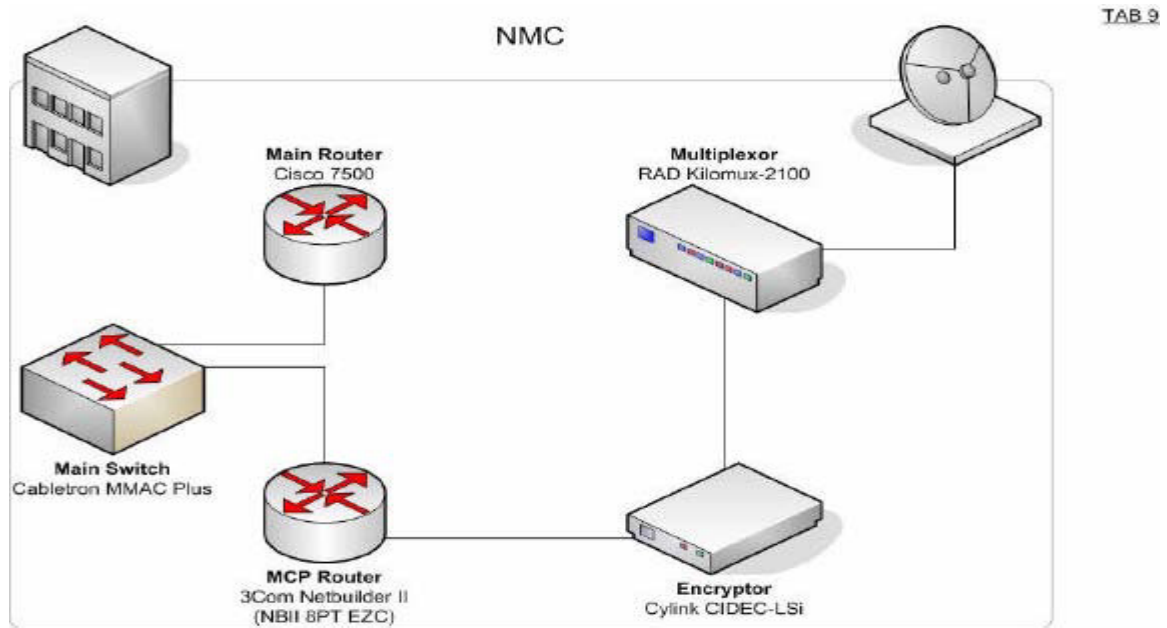 TAB 9
NMC
Main Router
Cisco 7500
Multiplexor
RAD Kilomux-2100
Main Switch
Cabletron MMAC Plus
MCP Router
3Com Netbuilder II
(NBII 8PT EZC)
Encryptor
Cylink CIDEC-LSi